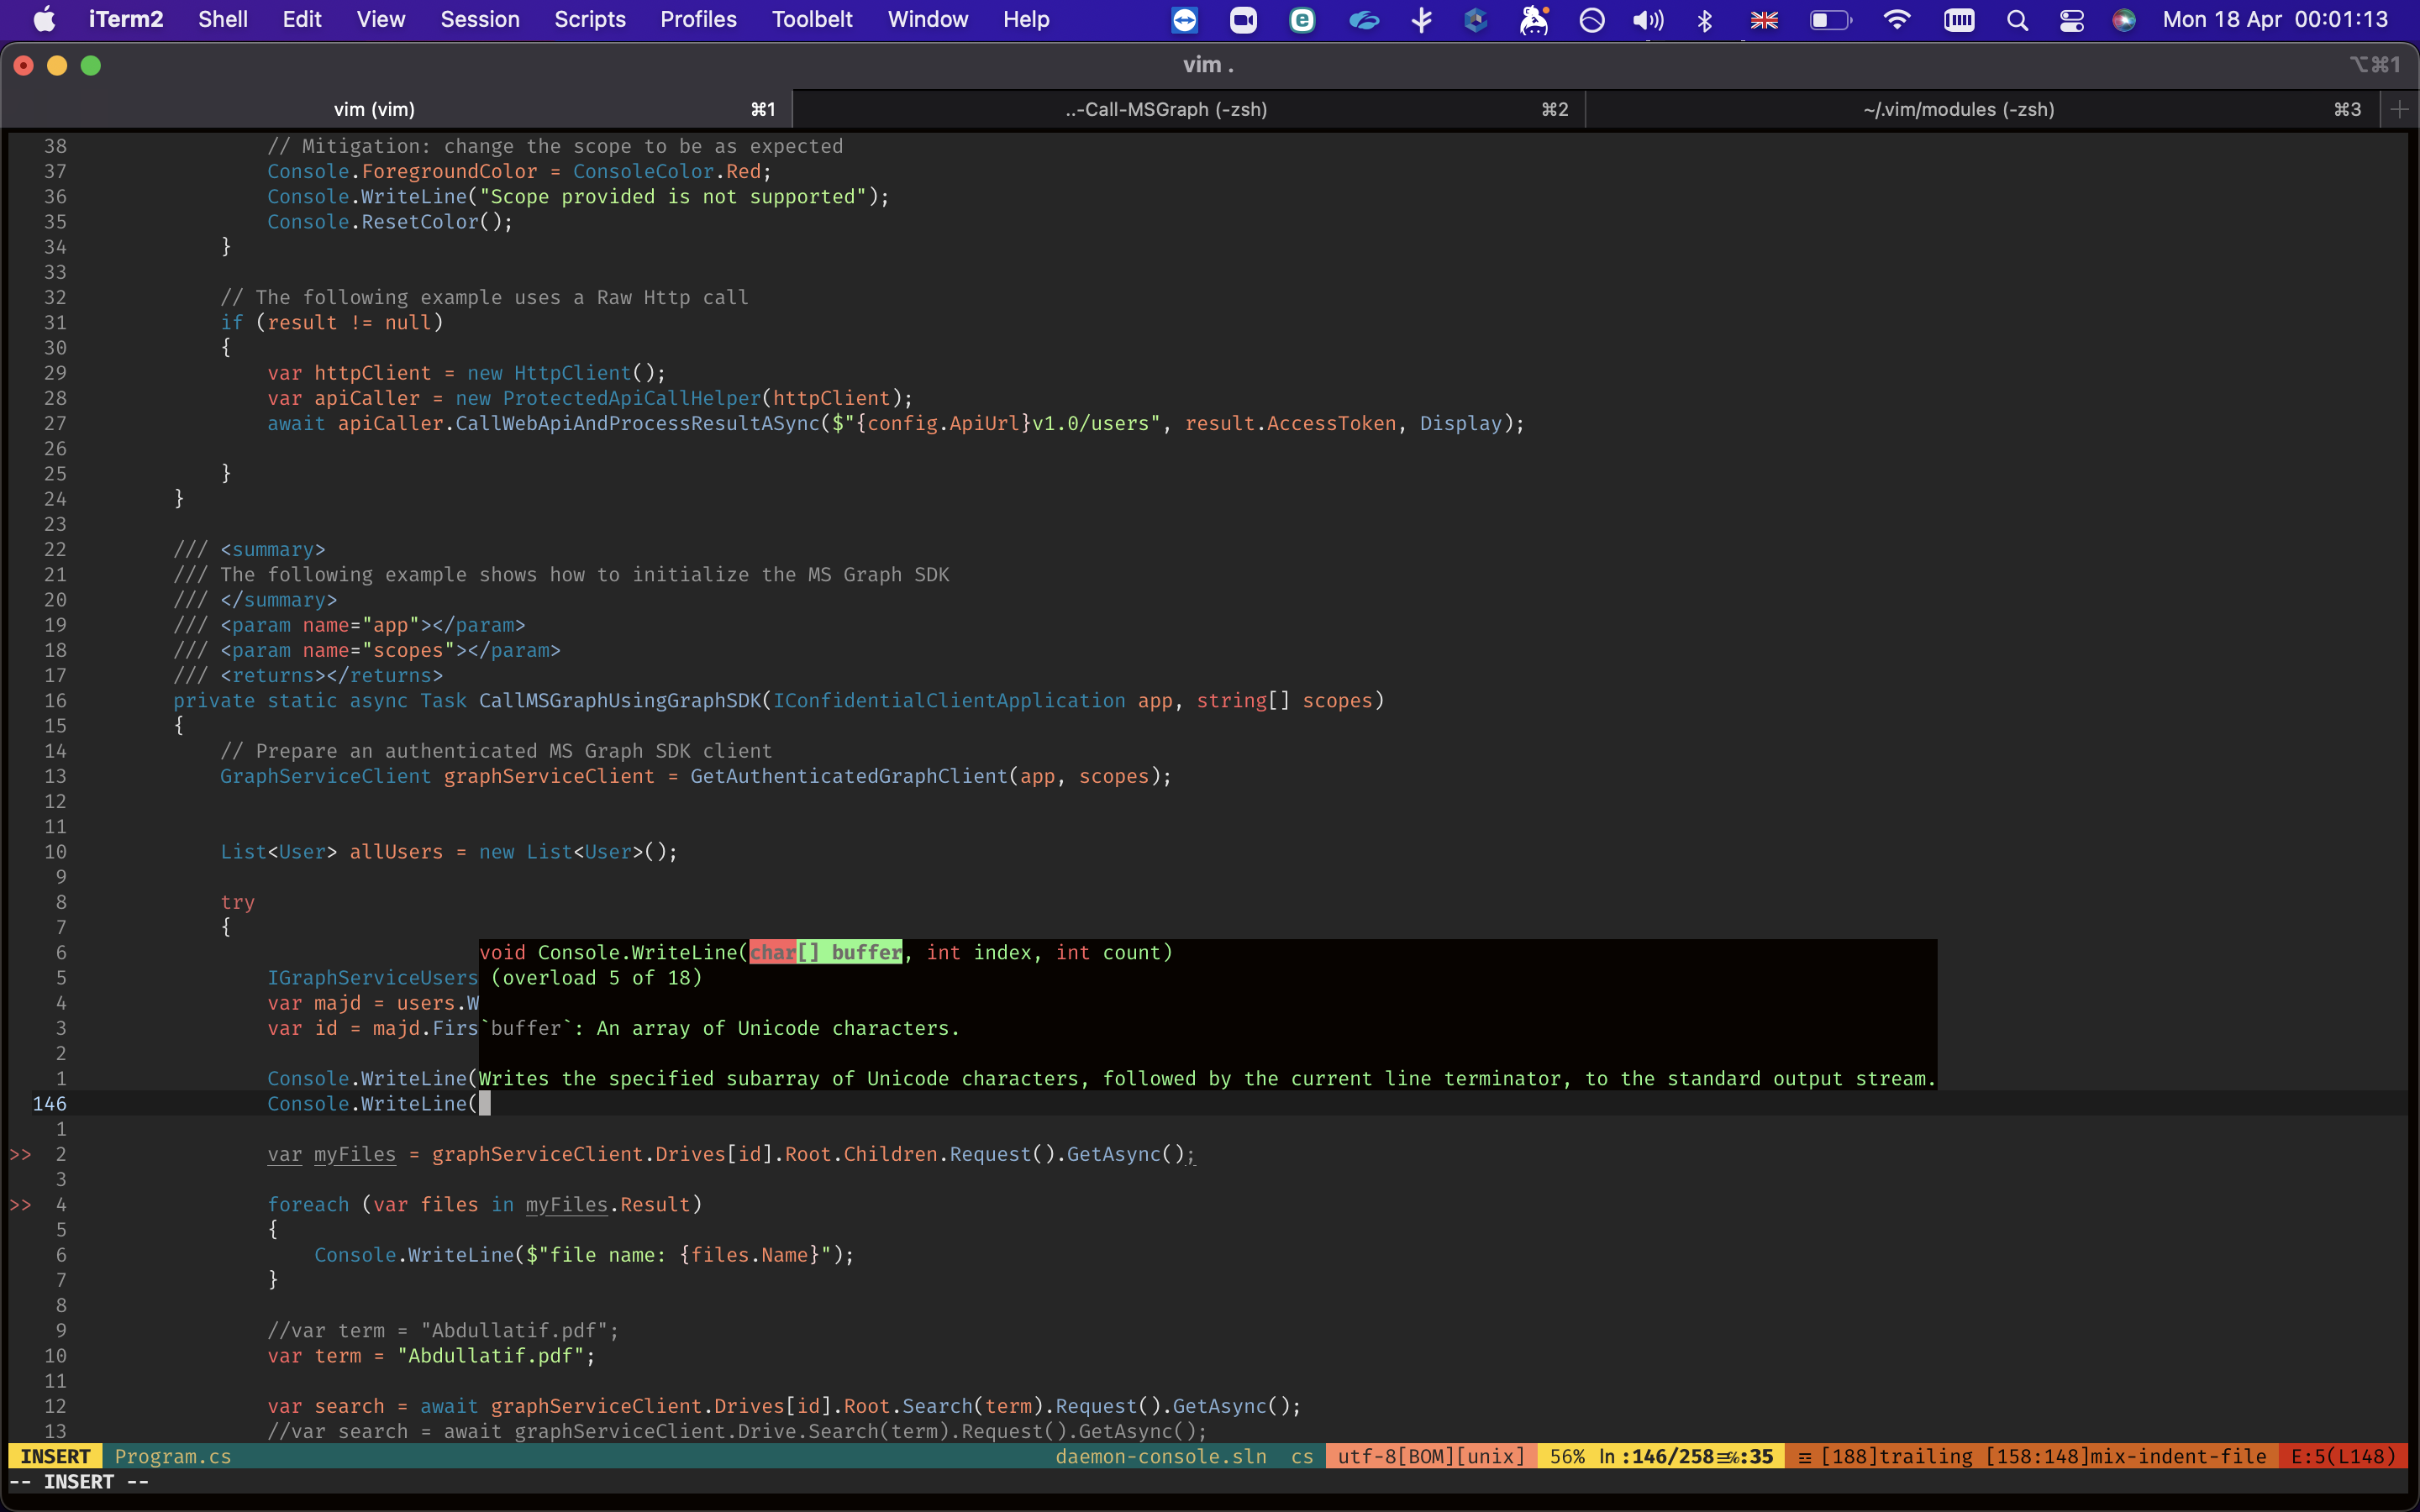 iTerm2 Shell Edit View Session Scripts Profiles Toolbelt Window Help Mon 18 Apr 00:01:13
vim . ⌥⌘1
vim (vim) ⌘1 ..-Call-MSGraph (-zsh) ⌘2 ~/.vim/modules (-zsh) ⌘3
38 // Mitigation: change the scope to be as expected
37 Console.ForegroundColor = ConsoleColor.Red;
36 Console.WriteLine("Scope provided is not supported");
35 Console.ResetColor();
34 }
33
32 // The following example uses a Raw Http call
31 if (result != null)
30 {
29 var httpClient = new HttpClient();
28 var apiCaller = new ProtectedApiCallHelper(httpClient);
27 await apiCaller.CallWebApiAndProcessResultASync($"{config.ApiUrl}v1.0/users", result.AccessToken, Display);
26
25 }
24 }
23
22 /// <summary>
21 /// The following example shows how to initialize the MS Graph SDK
20 /// </summary>
19 /// <param name="app"></param>
18 /// <param name="scopes"></param>
17 /// <returns></returns>
16 private static async Task CallMSGraphUsingGraphSDK(IConfidentialClientApplication app, string[] scopes)
15 {
14 // Prepare an authenticated MS Graph SDK client
13 GraphServiceClient graphServiceClient = GetAuthenticatedGraphClient(app, scopes);
12
11
10 List<User> allUsers = new List<User>();
9
8 try
7 {
6 void Console.WriteLine(char[] buffer, int index, int count)
5 IGraphServiceUsers (overload 5 of 18)
4 var majd = users.W
3 var id = majd.Firs`buffer`: An array of Unicode characters.
2
1 Console.WriteLine(Writes the specified subarray of Unicode characters, followed by the current line terminator, to the standard output stream.
146 Console.WriteLine(
1
>> 2 var myFiles = graphServiceClient.Drives[id].Root.Children.Request().GetAsync();
3
>> 4 foreach (var files in myFiles.Result)
5 {
6 Console.WriteLine($"file name: {files.Name}");
7 }
8
9 //var term = "Abdullatif.pdf";
10 var term = "Abdullatif.pdf";
11
12 var search = await graphServiceClient.Drives[id].Root.Search(term).Request().GetAsync();
13 //var search = await graphServiceClient.Drive.Search(term).Request().GetAsync();
INSERT Program.cs daemon-console.sln cs utf-8[BOM][unix] 56% ln :146/258≡℅:35 ☲ [188]trailing [158:148]mix-indent-file E:5(L148)
-- INSERT --